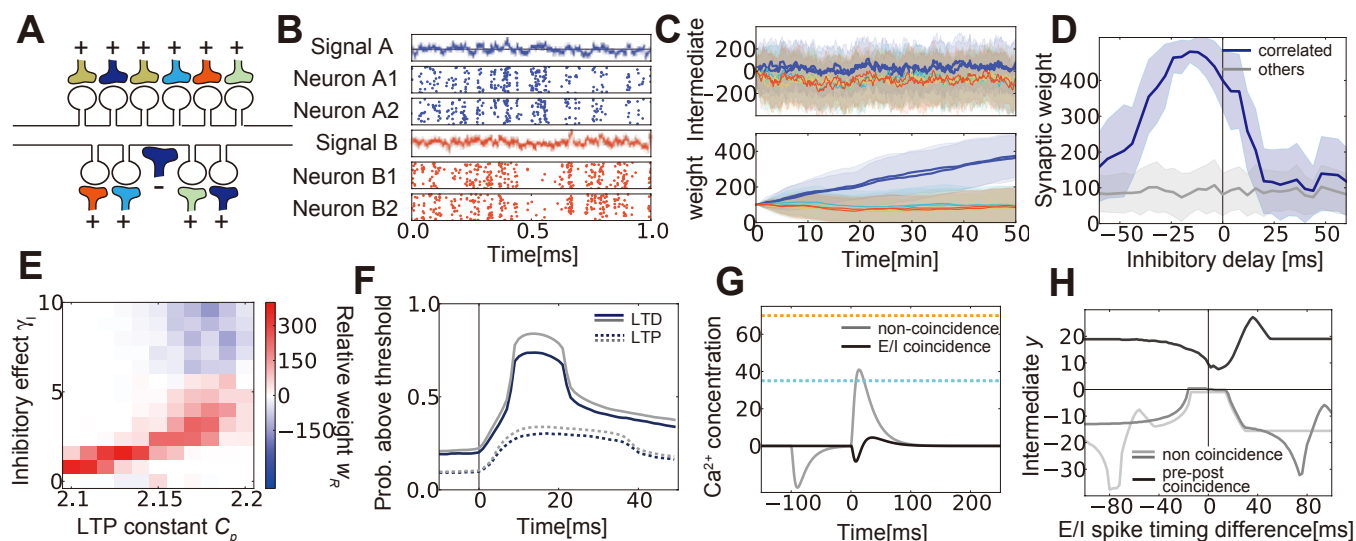 A
+ + + + + +
-
+ + + +
B
Signal A
Neuron A1
Neuron A2
Signal B
Neuron B1
Neuron B2
0.0 0.5 1.0
Time[ms]
C
Intermediate
200
0
−200
weight
400
200
0
0 10 20 30 40 50
Time[min]
D
Synaptic weight
400
300
200
100
0
correlated
others
−50 −25 0 25 50
Inhibitory delay [ms]
E
Inhibitory effect γI
10
5
0
2.1 2.15 2.2
LTP constant Cp
300
150
0
−150
Relative weight wR
F
Prob. above threshold
1.0
0.5
0.0
LTD
LTP
0 20 40
Time[ms]
G
Ca2+ concentration
60
40
20
0
−20
non-coincidence
E/I coincidence
−100 0 100 200
Time[ms]
H
Intermediate y
20
10
0
−10
−20
−30
non coincidence
pre-post
coincidence
−80 −40 0 40 80
E/I spike timing difference[ms]